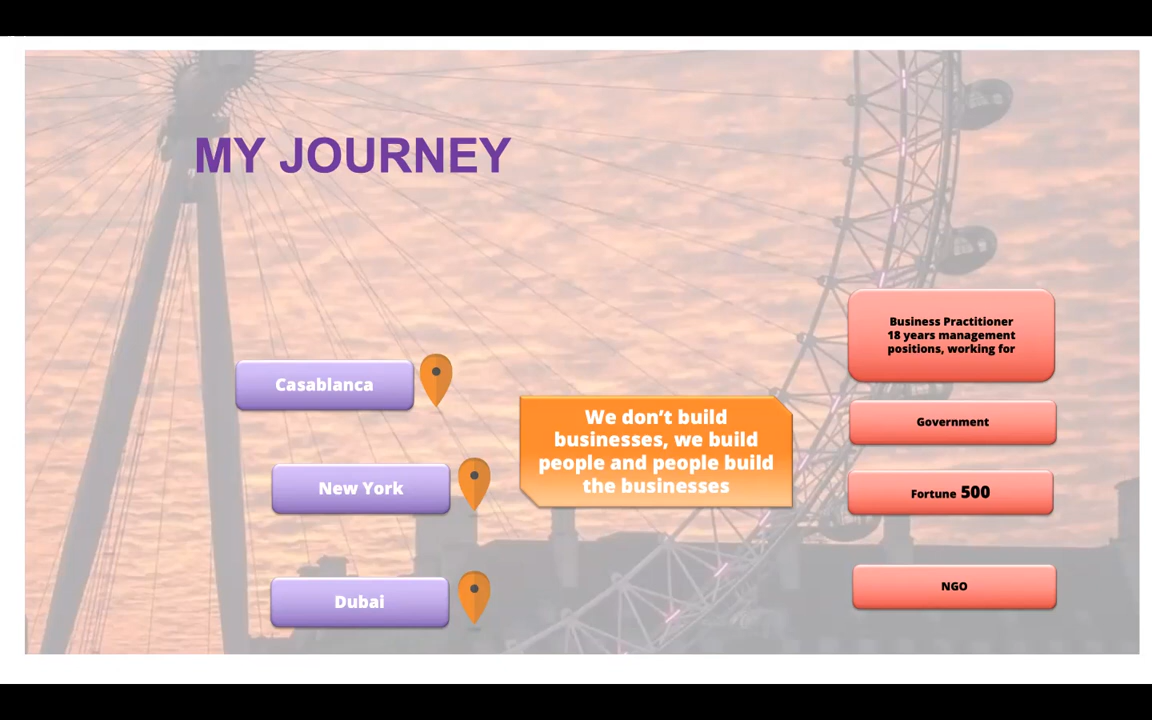 MY JOURNEY
Casablanca
New York
Dubai
We don’t build
businesses, we build
people and people build
the businesses
Business Practitioner
18 years management
positions, working for
Government
Fortune 500
NGO